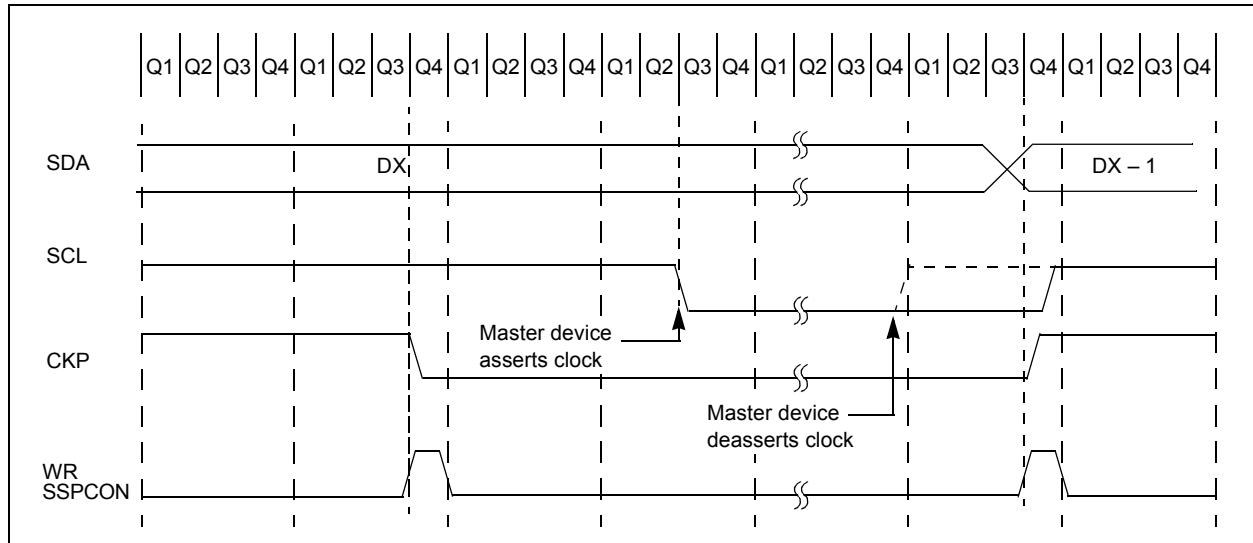 Q1 Q2 Q3 Q4 Q1 Q2 Q3 Q4 Q1 Q2 Q3 Q4 Q1 Q2 Q3 Q4 Q1 Q2 Q3 Q4 Q1 Q2 Q3 Q4 Q1 Q2 Q3 Q4
SDA
DX
DX – 1
SCL
Master device
asserts clock
CKP
Master device
deasserts clock
WR
SSPCON